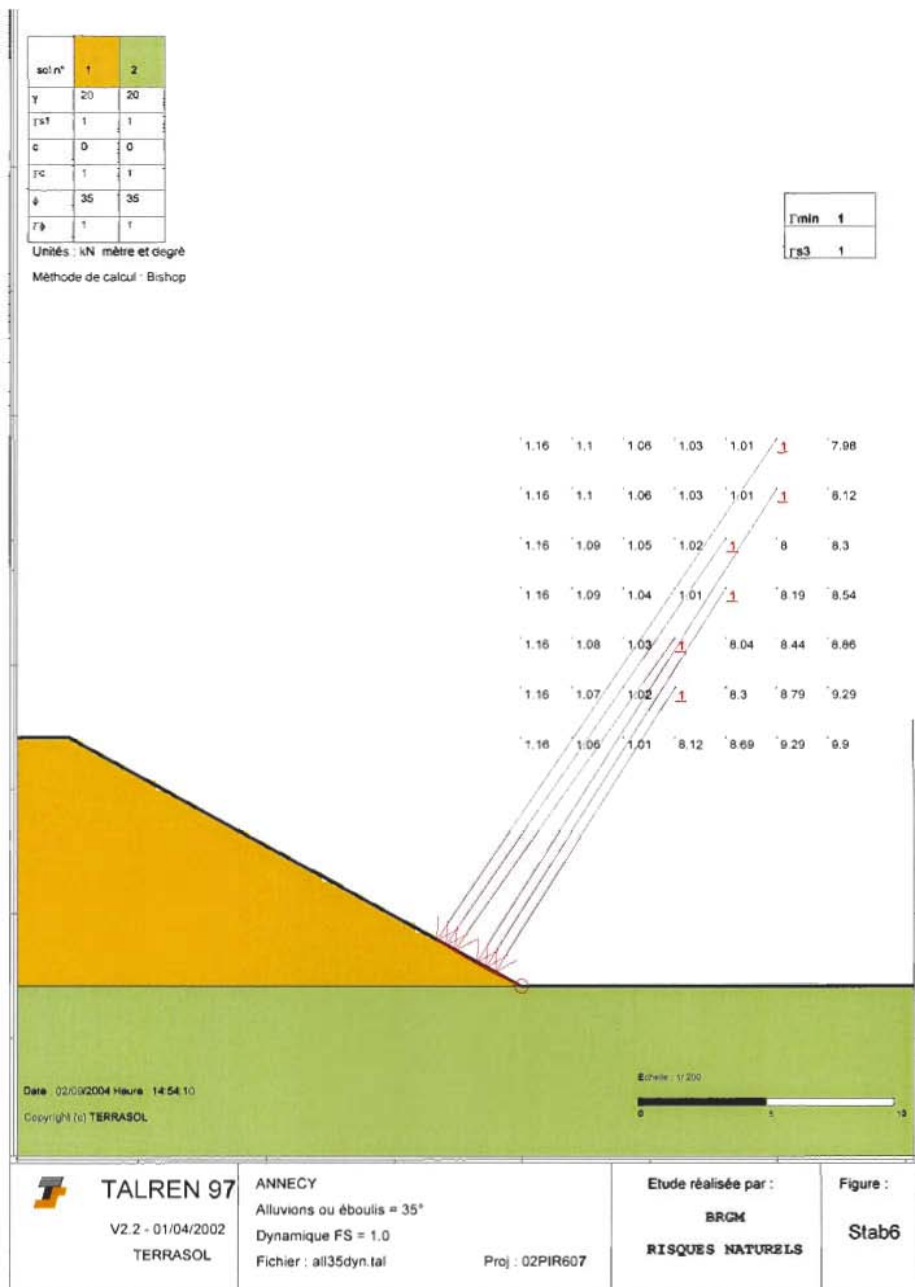 sol n° 1 2
γ 20 20
Γs1 1 1
c 0 0
Γc 1 1
ϕ 35 35
Γϕ 1 1
Unités : kN mètre et degré
Méthode de calcul : Bishop
Γmin 1
Γs3 1
1.16 1.1 1.06 1.03 1.01 1 7.98
1.16 1.1 1.06 1.03 1.01 1 8.12
1.16 1.09 1.05 1.02 1 8 8.3
1.16 1.09 1.04 1.01 1 8.19 8.54
1.16 1.08 1.03 1 8.04 8.44 8.86
1.16 1.07 1.02 1 8.3 8.79 9.29
1.16 1.06 1.01 8.12 8.69 9.29 9.9
Date : 02/09/2004 Heure : 14:54:10
Copyright (c) TERRASOL
Echelle : 1/ 200
0 5 10
TALREN 97
V2.2 - 01/04/2002
TERRASOL
ANNECY
Alluvions ou éboulis = 35°
Dynamique FS = 1.0
Fichier : all35dyn.tal Proj : 02PIR607
Etude réalisée par :
BRGM
RISQUES NATURELS
Figure :
Stab6